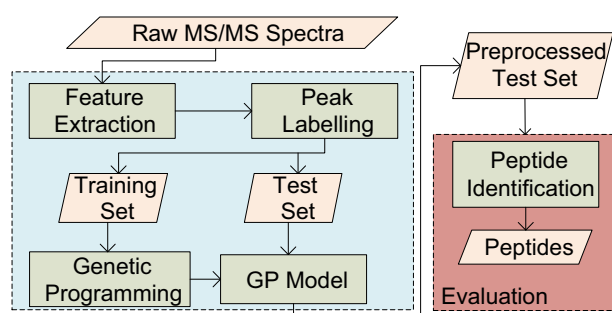 Raw MS/MS Spectra
Feature
Extraction
Peak
Labelling
Training
Set
Test
Set
Genetic
Programming
GP Model
Preprocessed
Test Set
Peptide
Identification
Peptides
Evaluation